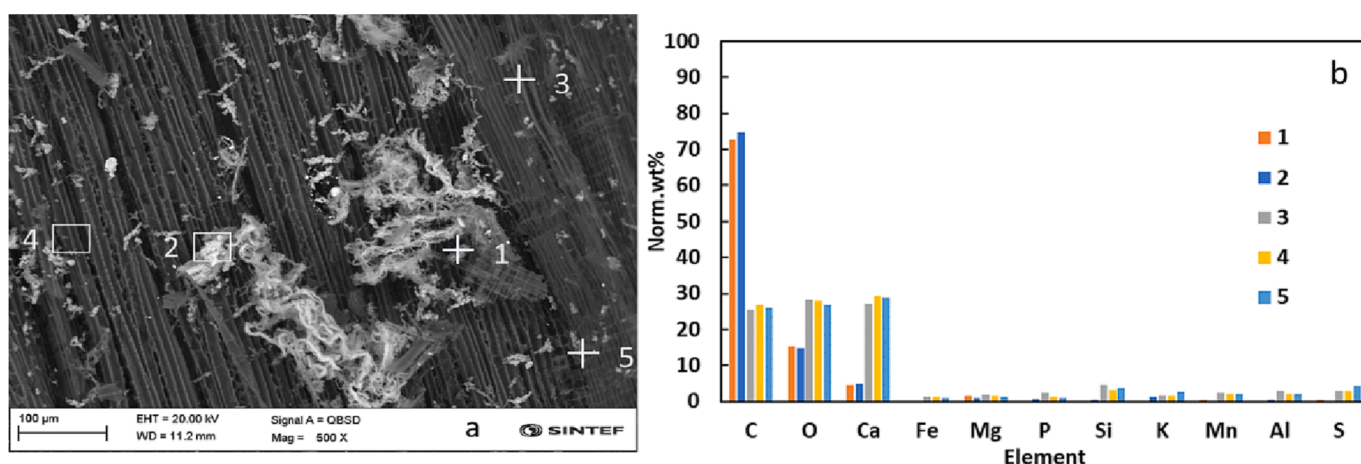 3
4
2
1
5
100 µm
EHT = 20.00 kV
WD = 11.2 mm
Signal A = QBSD
Mag = 500 X
a
SINTEF
b
Norm.wt%
100
90
80
70
60
50
40
30
20
10
0
C O Ca Fe Mg P Si K Mn Al S
Element
1
2
3
4
5